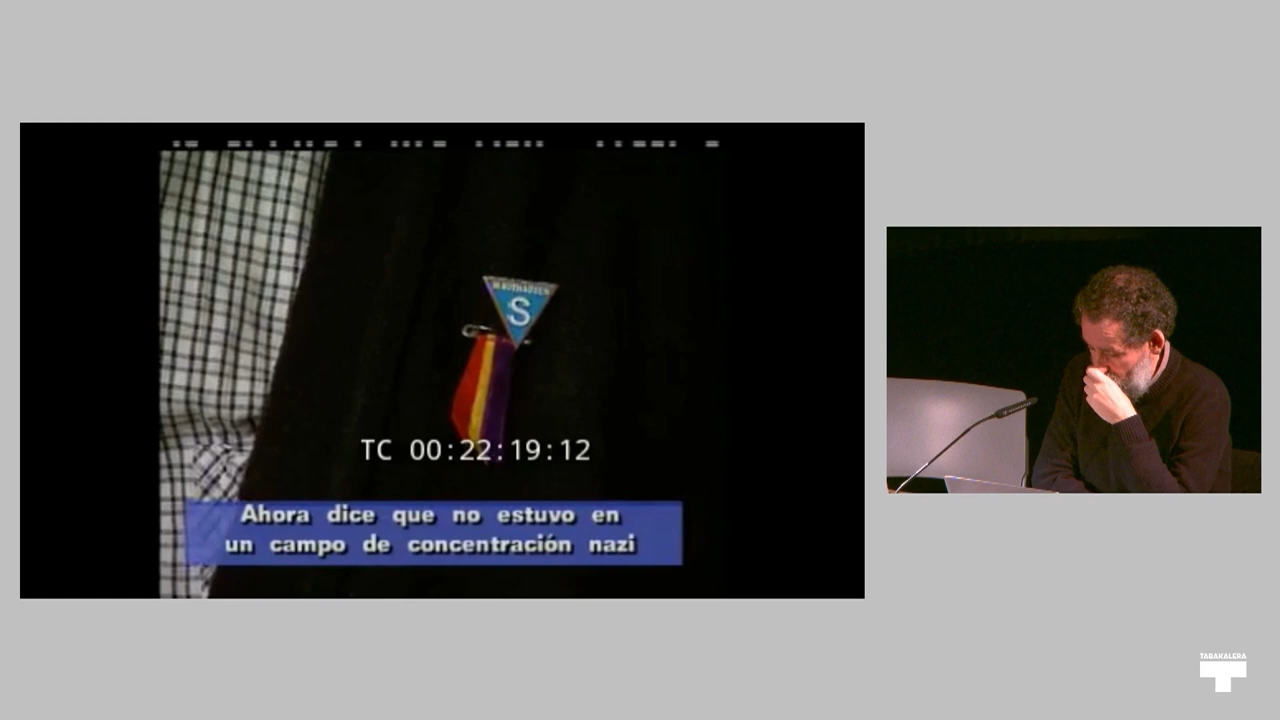 MAUTHAUSEN
S
TC 00:22:19:12
Ahora dice que no estuvo en
un campo de concentración nazi
TABAKALERA